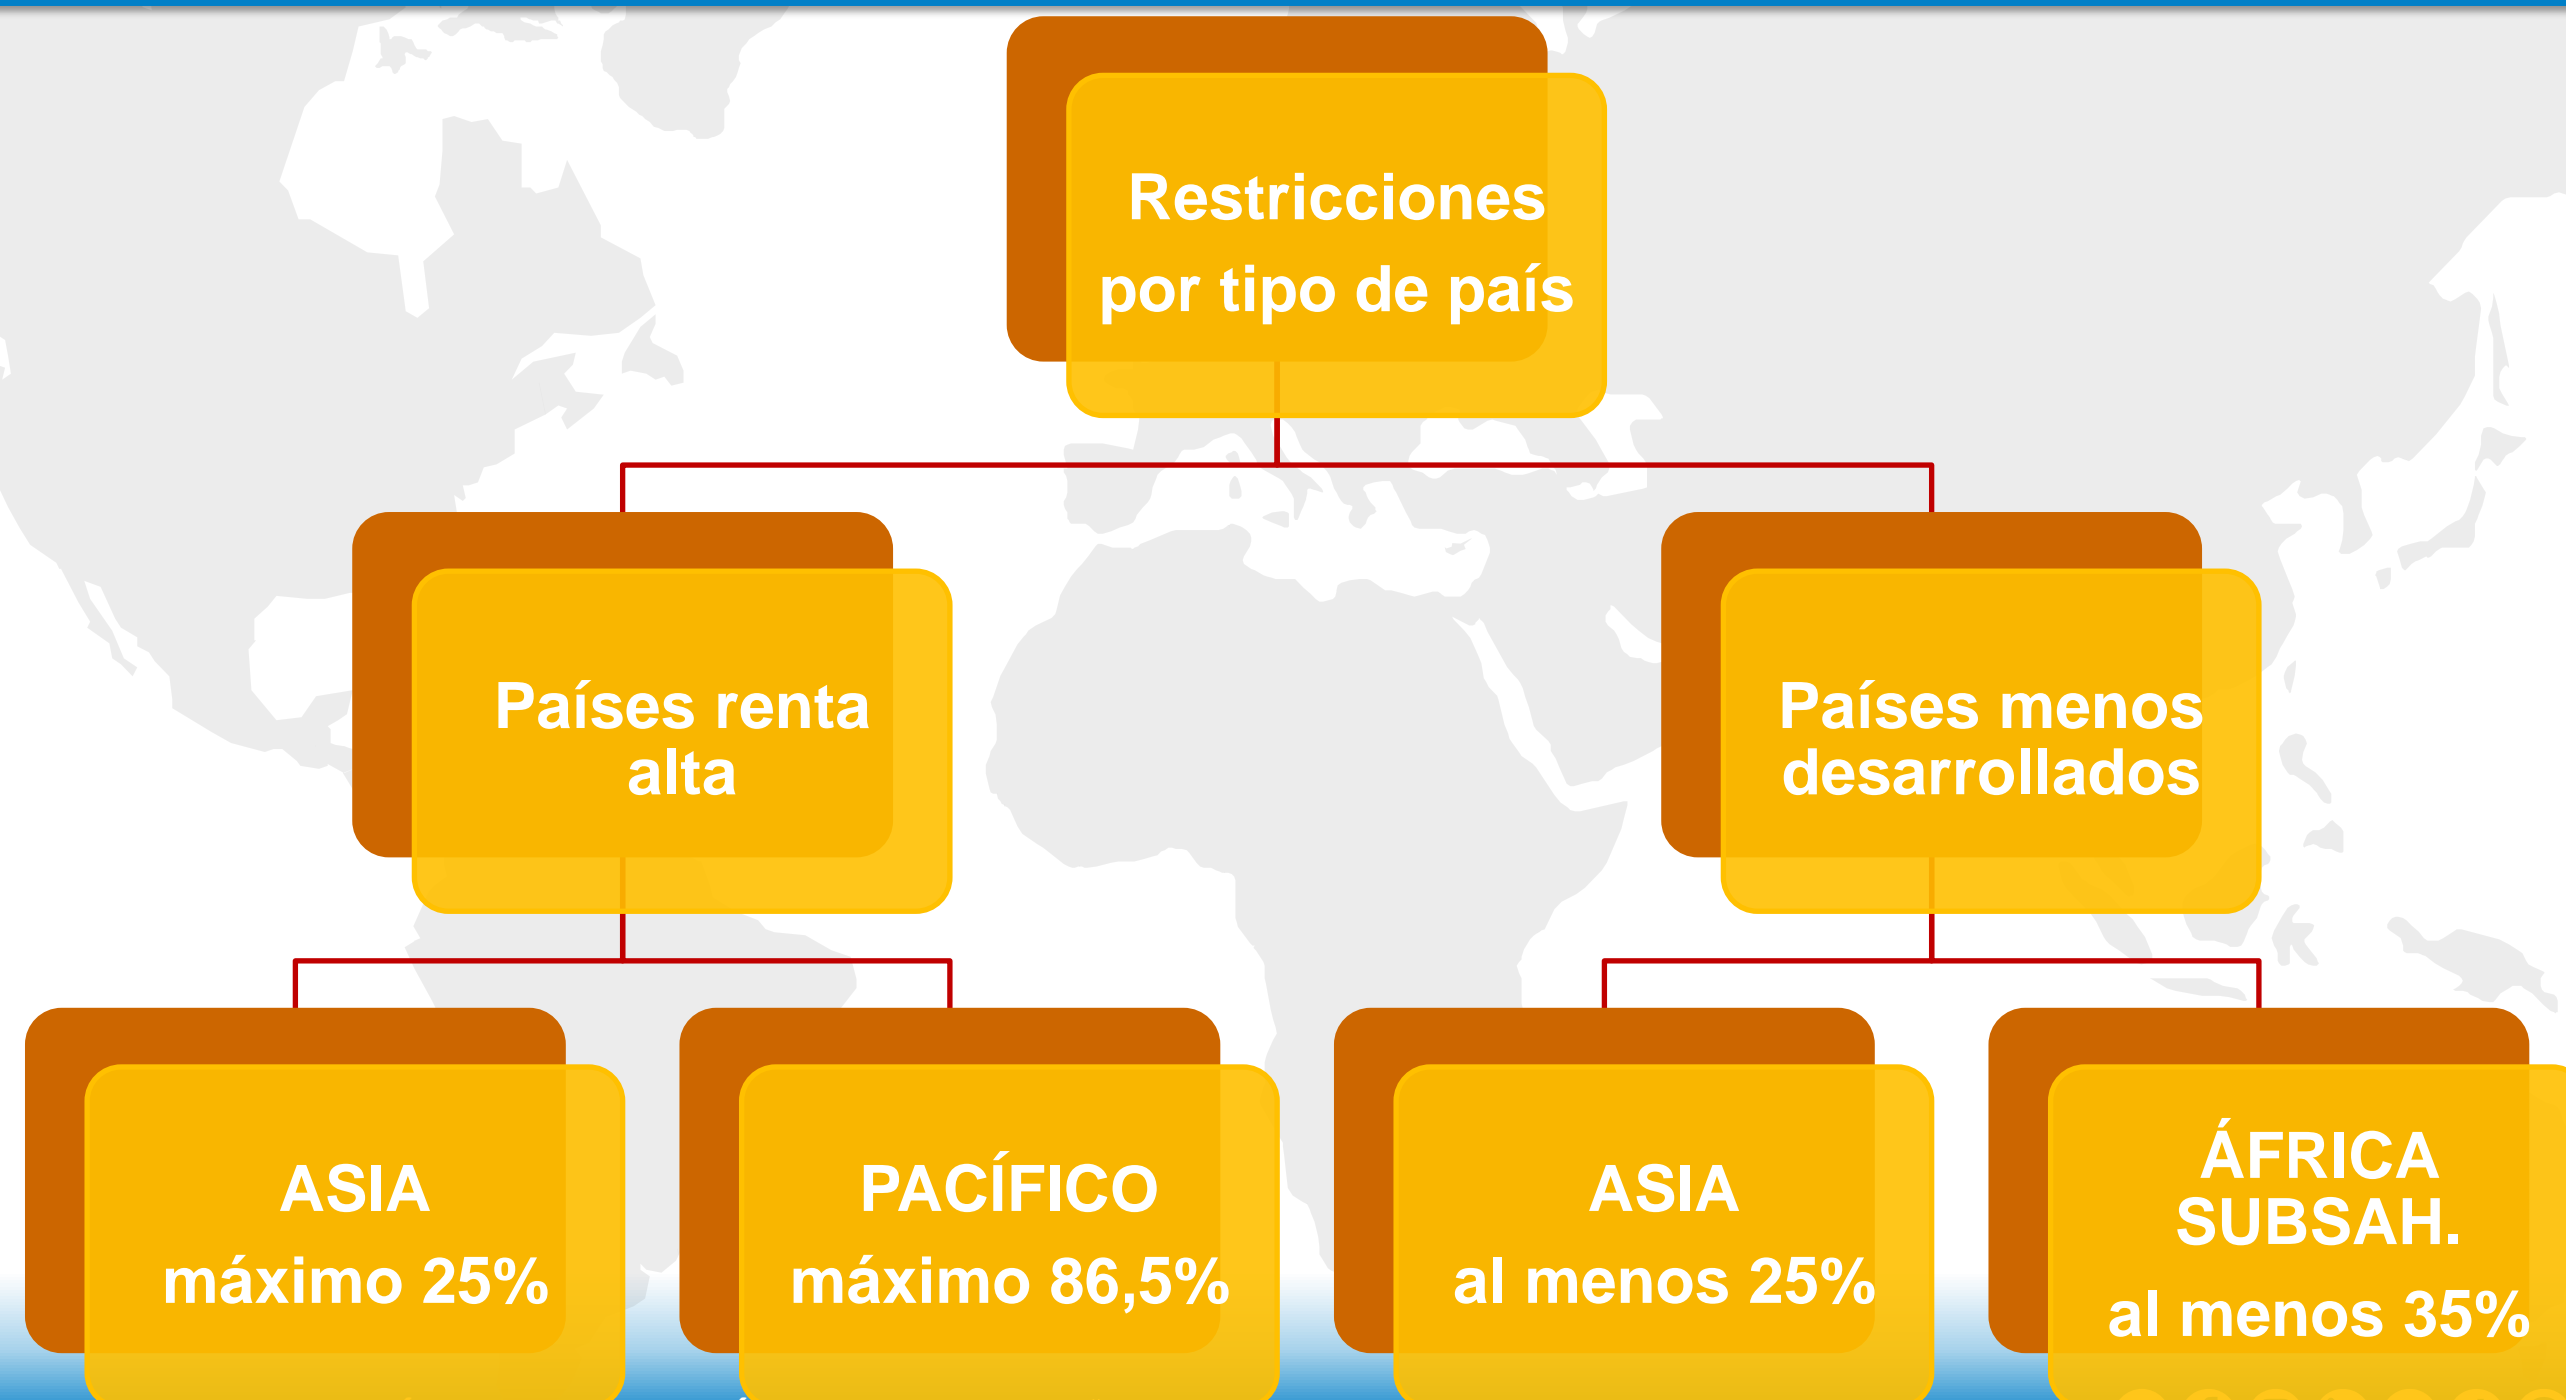 Restricciones
por tipo de país
Países renta
alta
Países menos
desarrollados
ASIA
máximo 25%
PACÍFICO
máximo 86,5%
ASIA
al menos 25%
ÁFRICA
SUBSAH.
al menos 35%